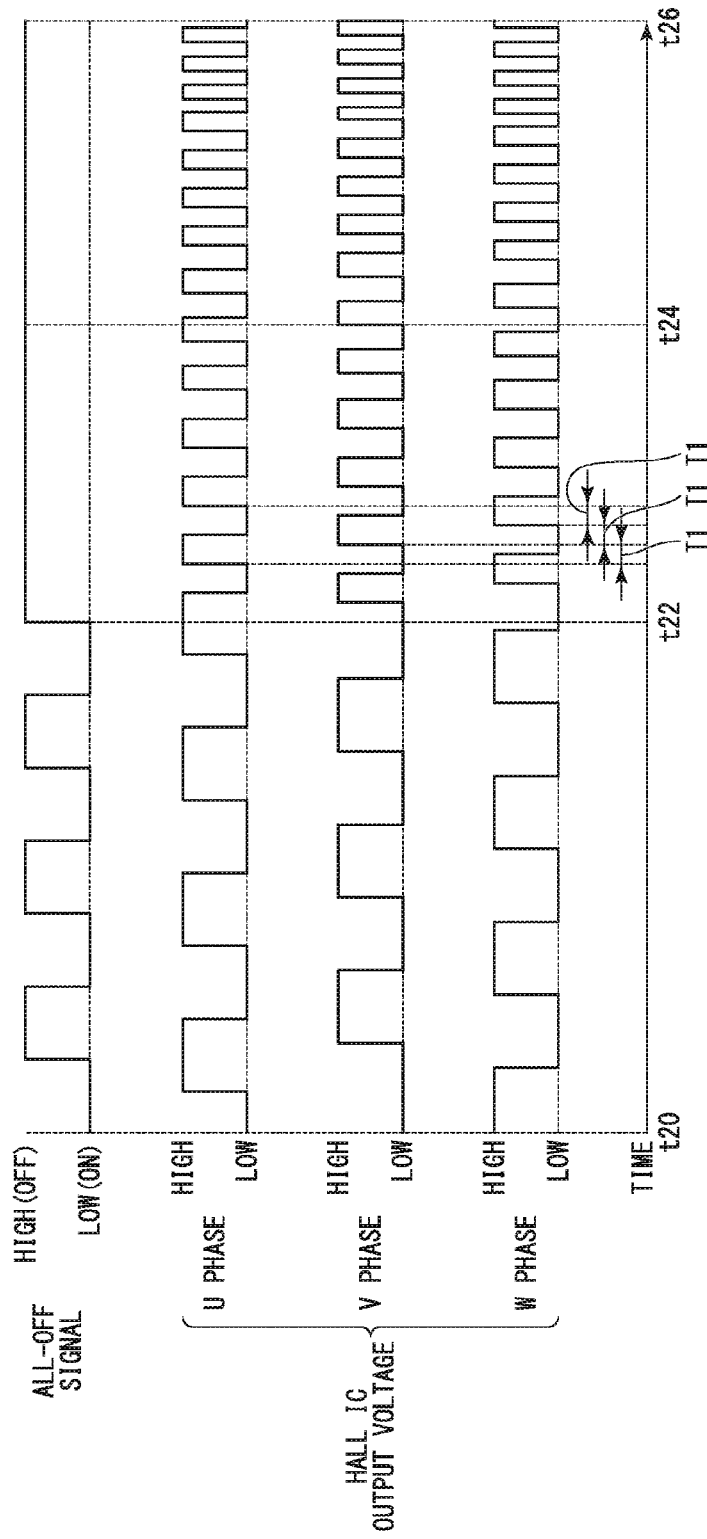 ALL-OFF
SIGNAL
HIGH(OFF)
LOW(ON)
HALL IC
OUTPUT VOLTAGE
U PHASE
HIGH
LOW
V PHASE
HIGH
LOW
W PHASE
HIGH
LOW
TIME
t20
t22
t24
t26
T1
T1
T1